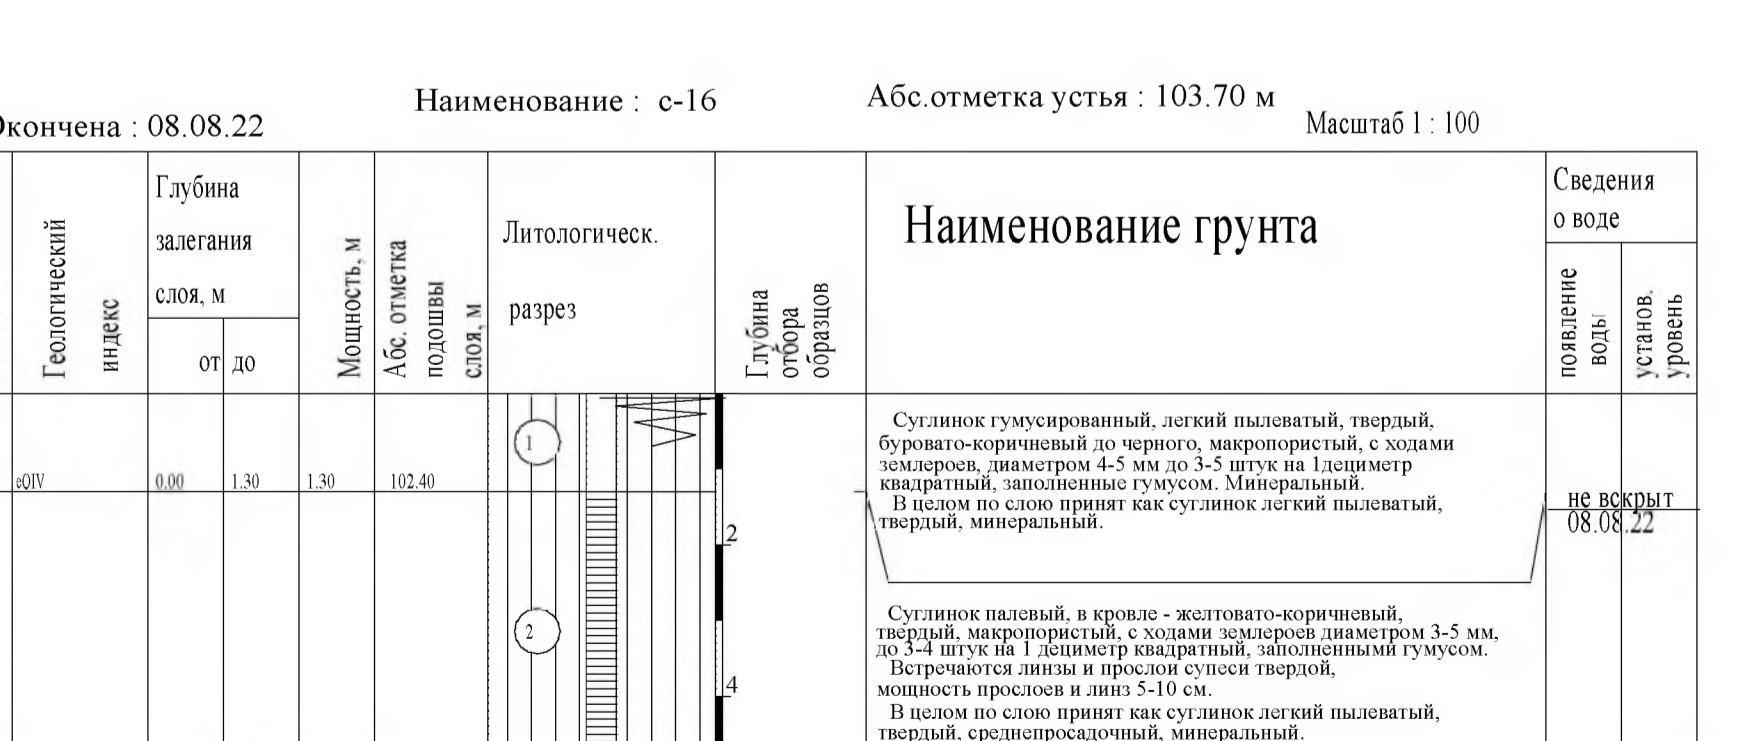 Наименование : с-16
Абс.отметка устья : 103.70 м
Окончена : 08.08.22
Масштаб 1 : 100
Геологический
индекс
Глубина
залегания
слоя, м
от до
Мощность, м
Абс. отметка
подошвы
слоя, м
Литологическ.
разрез
Глубина
отбора
образцов
Наименование грунта
Сведения
о воде
появление
воды
установ.
уровень
1
eQIV 0.00 1.30 1.30 102.40
Суглинок гумусированный, легкий пылеватый, твердый,
буровато-коричневый до черного, макропористый, с ходами
землероев, диаметром 4-5 мм до 3-5 штук на 1дециметр
квадратный, заполненные гумусом. Минеральный.
В целом по слою принят как суглинок легкий пылеватый,
твердый, минеральный.
не вскрыт
08.08.22
2
2
4
Суглинок палевый, в кровле - желтовато-коричневый,
твердый, макропористый, с ходами землероев диаметром 3-5 мм,
до 3-4 штук на 1 дециметр квадратный, заполненными гумусом.
Встречаются линзы и прослои супеси твердой,
мощность прослоев и линз 5-10 см.
В целом по слою принят как суглинок легкий пылеватый,
твердый, среднепросадочный, минеральный.